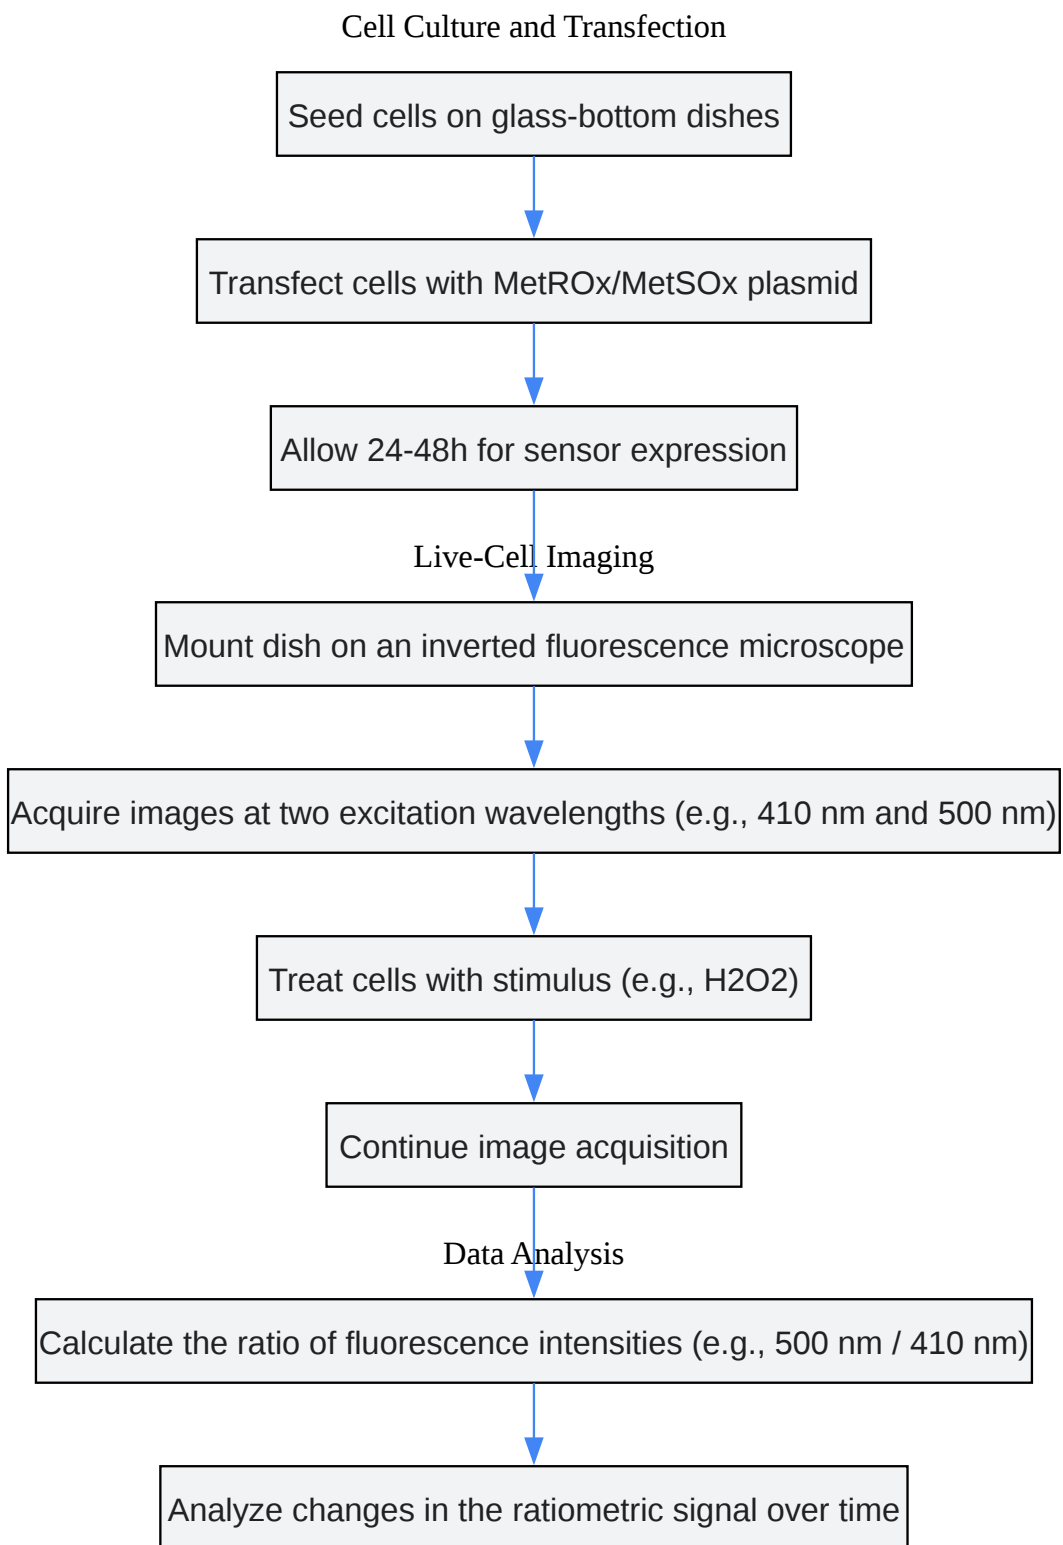 Cell Culture and Transfection
Seed cells on glass-bottom dishes
Transfect cells with MetROx/MetSOx plasmid
Allow 24-48h for sensor expression
Live-Cell Imaging
Mount dish on an inverted fluorescence microscope
Acquire images at two excitation wavelengths (e.g., 410 nm and 500 nm)
Treat cells with stimulus (e.g., H2O2)
Continue image acquisition
Data Analysis
Calculate the ratio of fluorescence intensities (e.g., 500 nm / 410 nm)
Analyze changes in the ratiometric signal over time